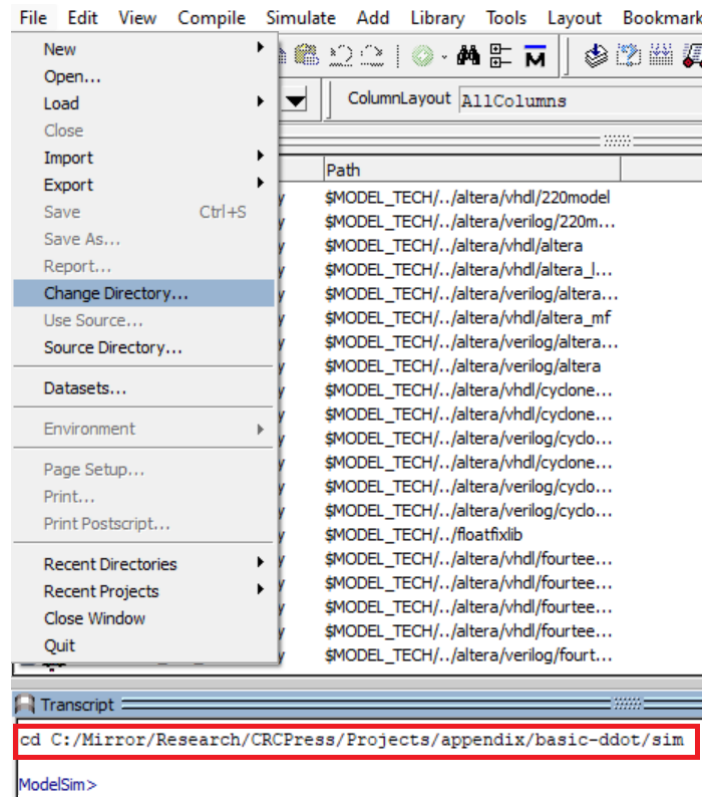 File Edit View Compile Simulate Add Library Tools Layout Bookmark
New
Open...
Load
ColumnLayout AllColumns
Close
Import
Path
Export
y $MODEL_TECH/../altera/vhdl/220model
Save Ctrl+S
y $MODEL_TECH/../altera/verilog/220m...
Save As...
y $MODEL_TECH/../altera/vhdl/altera
Report...
y $MODEL_TECH/../altera/vhdl/altera_l...
Change Directory...
y $MODEL_TECH/../altera/verilog/altera...
Use Source...
y $MODEL_TECH/../altera/vhdl/altera_mf
Source Directory...
y $MODEL_TECH/../altera/verilog/altera...
y $MODEL_TECH/../altera/verilog/altera
Datasets...
y $MODEL_TECH/../altera/vhdl/cyclone...
y $MODEL_TECH/../altera/vhdl/cyclone...
Environment
y $MODEL_TECH/../altera/verilog/cyclo...
y $MODEL_TECH/../altera/vhdl/cyclone...
Page Setup...
y $MODEL_TECH/../altera/verilog/cyclo...
Print...
y $MODEL_TECH/../altera/verilog/cyclo...
Print Postscript...
y $MODEL_TECH/../floatfixlib
Recent Directories
y $MODEL_TECH/../altera/vhdl/fourtee...
Recent Projects
y $MODEL_TECH/../altera/vhdl/fourtee...
y $MODEL_TECH/../altera/vhdl/fourtee...
Close Window
y $MODEL_TECH/../altera/vhdl/fourtee...
Quit
y $MODEL_TECH/../altera/verilog/fourt...
Transcript
cd C:/Mirror/Research/CRCPress/Projects/appendix/basic-ddot/sim
ModelSim>